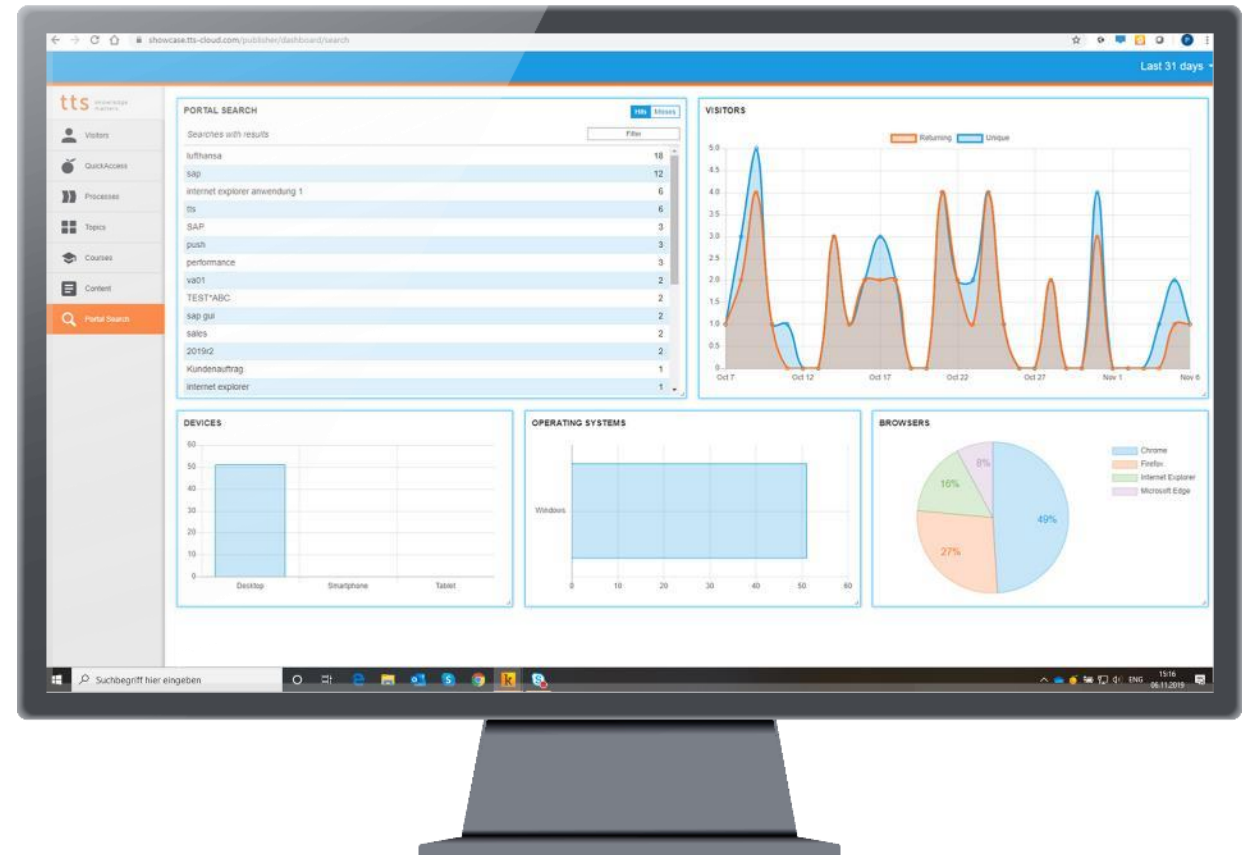 showcase.tts-cloud.com/publisher/dashboard/search
Last 31 days
tts knowledge matters
Visitors
QuickAccess
Processes
Topics
Courses
Content
Portal Search
PORTAL SEARCH
Hits Misses
Searches with results
Filter
lufthansa 18
sap 12
internet explorer anwendung 1 6
tts 6
SAP 3
push 3
performance 3
va01 2
TEST*ABC 2
sap gui 2
sales 2
2019r2 2
Kundenauftrag 1
internet explorer 1
VISITORS
Returning Unique
5.0
4.5
4.0
3.5
3.0
2.5
2.0
1.5
1.0
0.5
0
Oct 7 Oct 12 Oct 17 Oct 22 Oct 27 Nov 1 Nov 6
DEVICES
60
50
40
30
20
10
0
Desktop Smartphone Tablet
OPERATING SYSTEMS
Windows
0 10 20 30 40 50 60
BROWSERS
Chrome
Firefox
Internet Explorer
Microsoft Edge
8%
16%
49%
27%
Suchbegriff hier eingeben
ENG
15:16
06.11.2019